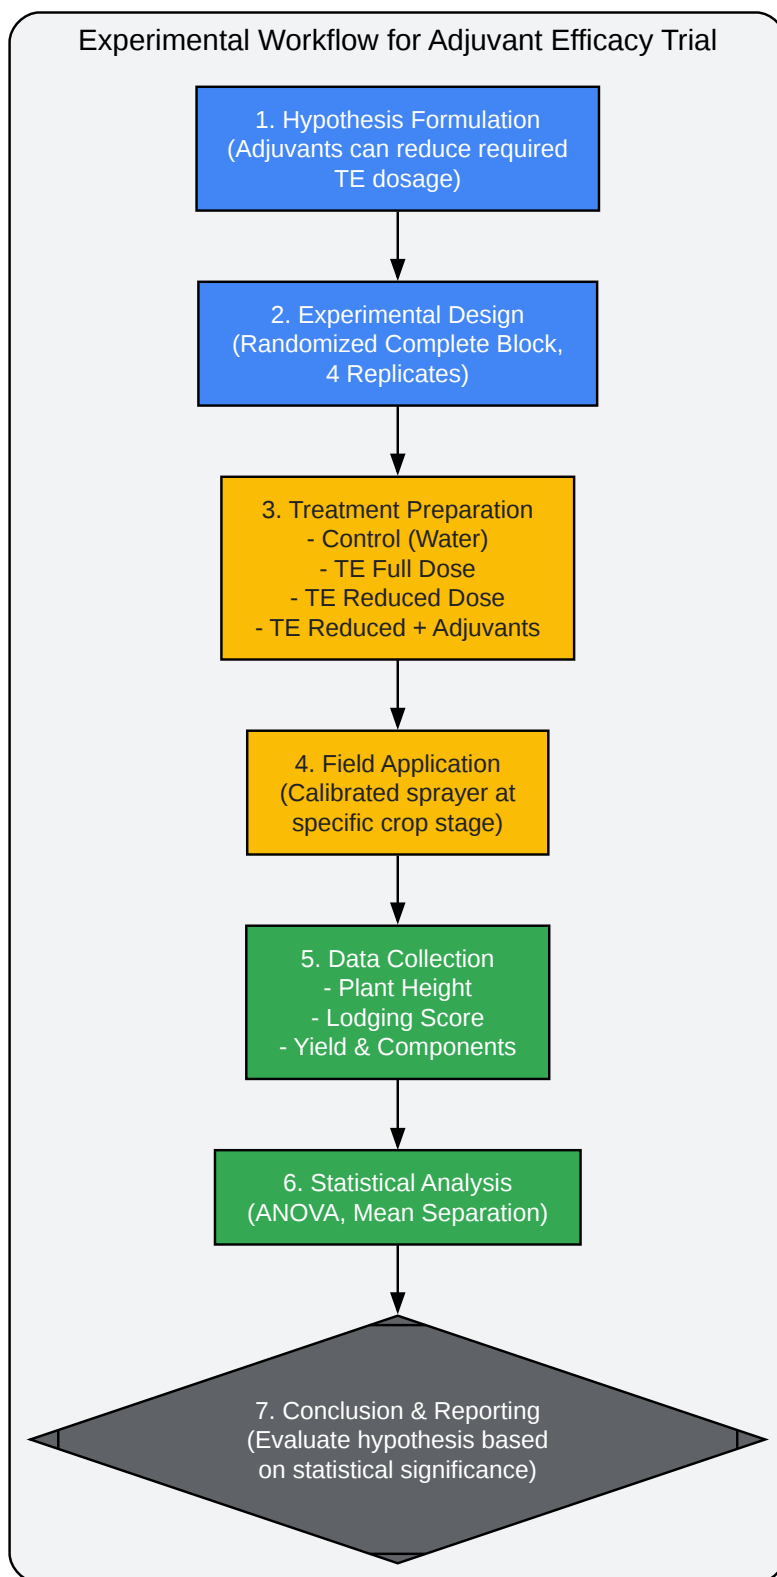 Experimental Workflow for Adjuvant Efficacy Trial
1. Hypothesis Formulation
(Adjuvants can reduce required
TE dosage)
2. Experimental Design
(Randomized Complete Block,
4 Replicates)
3. Treatment Preparation
- Control (Water)
- TE Full Dose
- TE Reduced Dose
- TE Reduced + Adjuvants
4. Field Application
(Calibrated sprayer at
specific crop stage)
5. Data Collection
- Plant Height
- Lodging Score
- Yield & Components
6. Statistical Analysis
(ANOVA, Mean Separation)
7. Conclusion & Reporting
(Evaluate hypothesis based
on statistical significance)